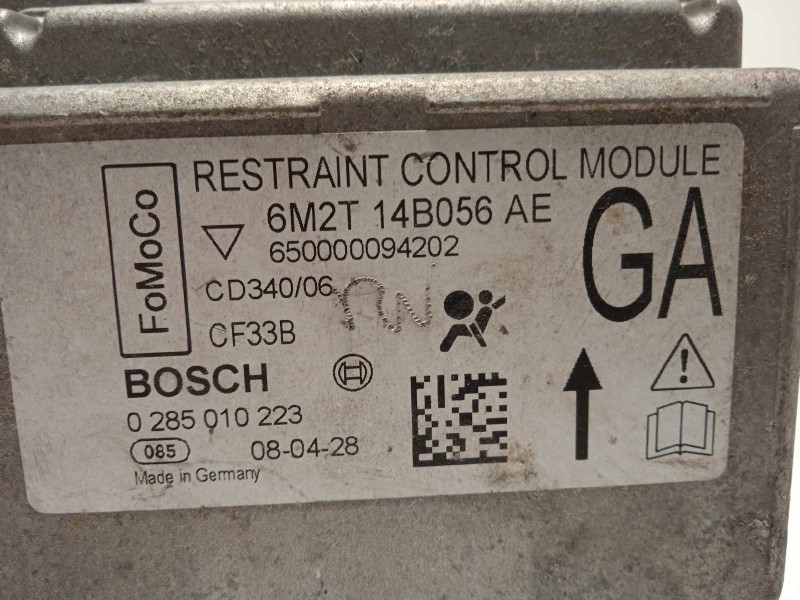 FoMoCo
RESTRAINT CONTROL MODULE
6M2T 14B056 AE
650000094202
GA
CD340/06
CF33B
BOSCH
0 285 010 223
085
08-04-28
Made in Germany